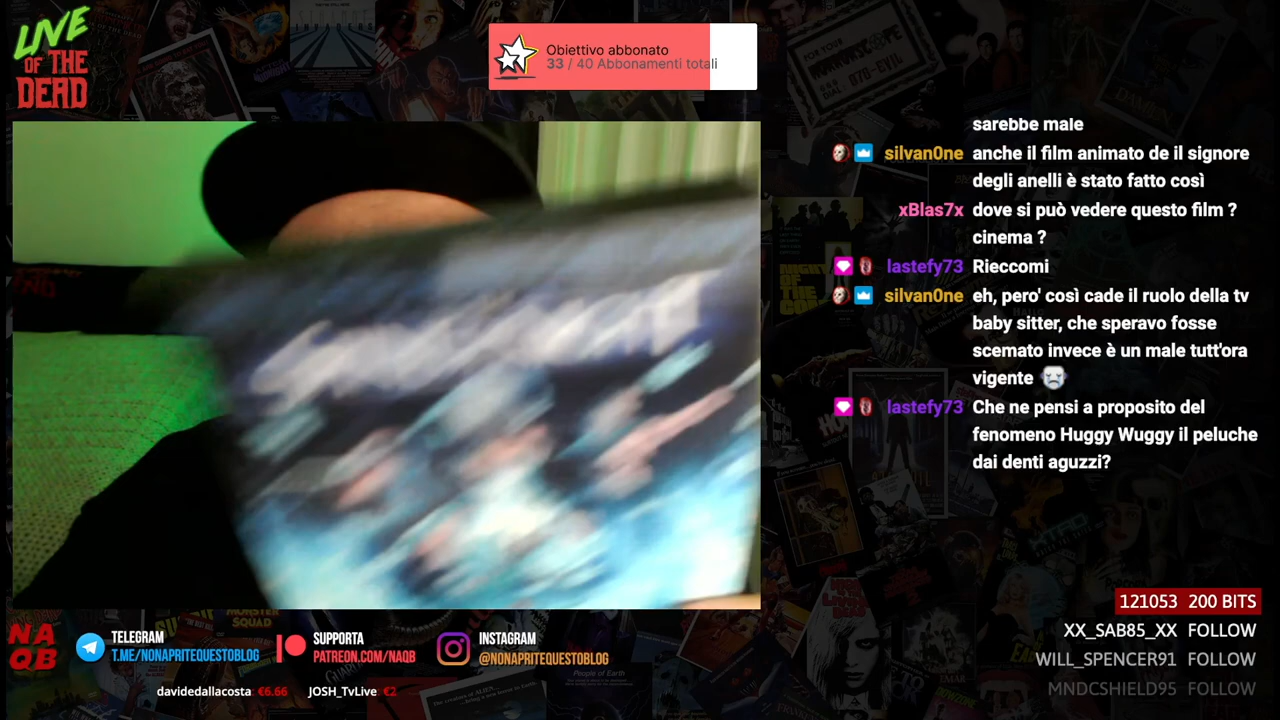 LIVE
OF THE
DEAD
Obiettivo abbonato
33 / 40 Abbonamenti totali
sarebbe male
silvan0ne anche il film animato de il signore
degli anelli è stato fatto così
xBlas7x dove si può vedere questo film ?
cinema ?
lastefy73 Rieccomi
silvan0ne eh, pero' così cade il ruolo della tv
baby sitter, che speravo fosse
scemato invece è un male tutt'ora
vigente
lastefy73 Che ne pensi a proposito del
fenomeno Huggy Wuggy il peluche
dai denti aguzzi?
121053 200 BITS
XX_SAB85_XX FOLLOW
WILL_SPENCER91 FOLLOW
MNDCSHIELD95 FOLLOW
NA
QB
TELEGRAM
T.ME/NONAPRITEQUESTOBLOG
SUPPORTA
PATREON.COM/NAQB
INSTAGRAM
@NONAPRITEQUESTOBLOG
davidedallacosta €6.66 JOSH_TvLive €2